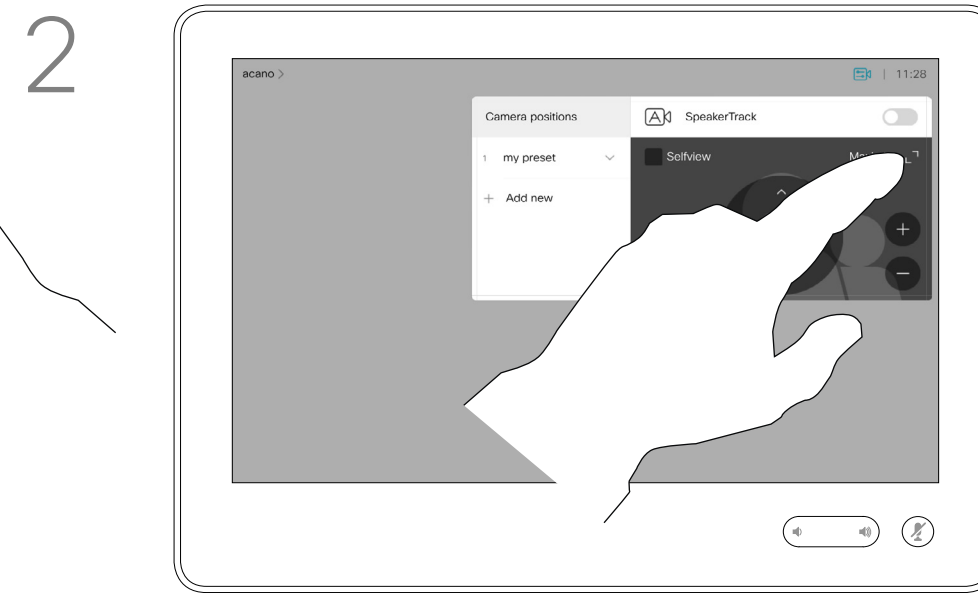 2
acano >
11:28
Camera positions
SpeakerTrack
1 my preset
Selfview
+ Add new